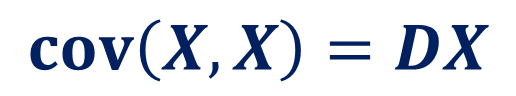 cov(X, X) = DX